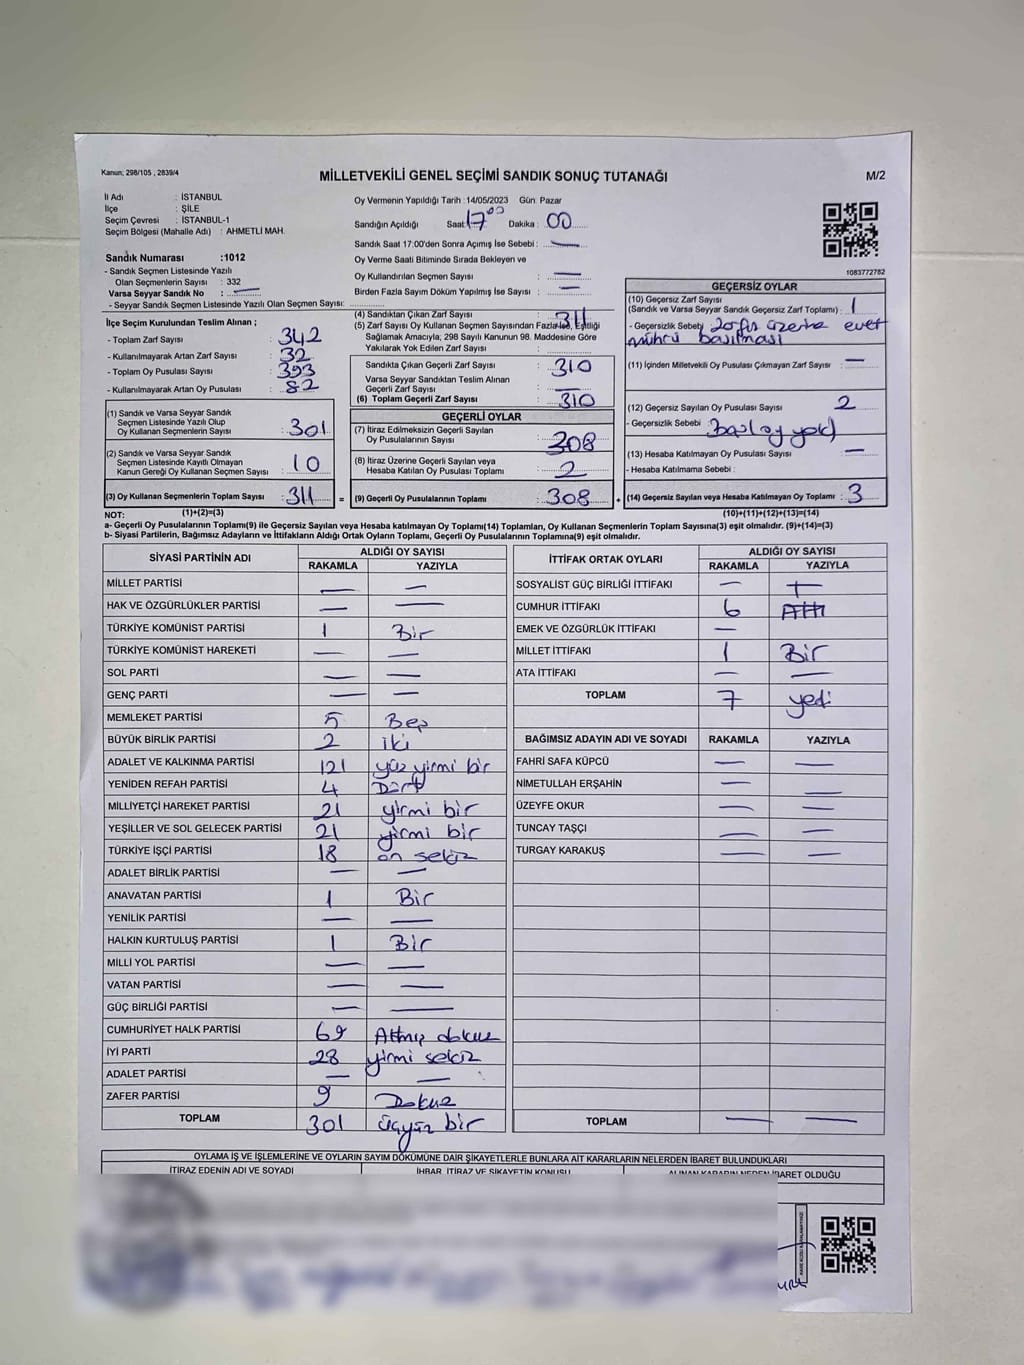 Kanun; 298/105 , 2839/4
MİLLETVEKİLİ GENEL SEÇİMİ SANDIK SONUÇ TUTANAĞI
M/2
İl Adı : İSTANBUL
İlçe : ŞİLE
Seçim Çevresi : İSTANBUL-1
Seçim Bölgesi (Mahalle Adı) : AHMETLİ MAH.
Sandık Numarası :1012
- Sandık Seçmen Listesinde Yazılı
Olan Seçmenlerin Sayısı : 332
Varsa Seyyar Sandık No : —
- Seyyar Sandık Seçmen Listesinde Yazılı Olan Seçmen Sayısı:
Oy Vermenin Yapıldığı Tarih :14/05/2023 Gün: Pazar
Sandığın Açıldığı Saat: 17⁰⁰ Dakika : 00
Sandık Saat 17:00'den Sonra Açımış İse Sebebi : —
Oy Verme Saati Bitiminde Sırada Bekleyen ve
Oy Kullandırılan Seçmen Sayısı : —
Birden Fazla Sayım Döküm Yapılmış İse Sayısı : —
1083772782
İlçe Seçim Kurulundan Teslim Alınan ;
- Toplam Zarf Sayısı : 342
- Kullanılmayarak Artan Zarf Sayısı : 32
- Toplam Oy Pusulası Sayısı : 393
- Kullanılmayarak Artan Oy Pusulası : 82
(1) Sandık ve Varsa Seyyar Sandık
Seçmen Listesinde Yazılı Olup
Oy Kullanan Seçmenlerin Sayısı : 301
(2) Sandık ve Varsa Seyyar Sandık
Seçmen Listesinde Kayıtlı Olmayan
Kanun Gereği Oy Kullanan Seçmen Sayısı : 10
(3) Oy Kullanan Seçmenlerin Toplam Sayısı : 311 =
(4) Sandıktan Çıkan Zarf Sayısı : 311
(5) Zarf Sayısı Oy Kullanan Seçmen Sayısından Fazla İse, Eşitliği
Sağlamak Amacıyla, 298 Sayılı Kanunun 98. Maddesine Göre
Yakılarak Yok Edilen Zarf Sayısı :
Sandıkta Çıkan Geçerli Zarf Sayısı : 310
Varsa Seyyar Sandıktan Teslim Alınan
Geçerli Zarf Sayısı : —
(6) Toplam Geçerli Zarf Sayısı : 310
GEÇERLİ OYLAR
(7) İtiraz Edilmeksizin Geçerli Sayılan
Oy Pusulalarının Sayısı : 308
(8) İtiraz Üzerine Geçerli Sayılan veya
Hesaba Katılan Oy Pusulası Toplamı : 2
(9) Geçerli Oy Pusulalarının Toplamı : 308 +
GEÇERSİZ OYLAR
(10) Geçersiz Zarf Sayısı
(Sandık ve Varsa Seyyar Sandık Geçersiz Zarf Toplamı) : 1
- Geçersizlik Sebebi : zarfın üzerine evet
mührü basılması
(11) İçinden Milletvekili Oy Pusulası Çıkmayan Zarf Sayısı : —
(12) Geçersiz Sayılan Oy Pusulası Sayısı : 2
- Geçersizlik Sebebi :
(13) Hesaba Katılmayan Oy Pusulası Sayısı : —
- Hesaba Katılmama Sebebi :
(14) Geçersiz Sayılan veya Hesaba Katılmayan Oy Toplamı : 3
NOT: (1)+(2)=(3) (10)+(11)+(12)+(13)=(14)
a- Geçerli Oy Pusulalarının Toplamı(9) ile Geçersiz Sayılan veya Hesaba katılmayan Oy Toplamı(14) Toplamları, Oy Kullanan Seçmenlerin Toplam Sayısına(3) eşit olmalıdır. (9)+(14)=(3)
b- Siyasi Partilerin, Bağımsız Adayların ve İttifakların Aldığı Ortak Oyların Toplamı, Geçerli Oy Pusulalarının Toplamına(9) eşit olmalıdır.
SİYASİ PARTİNİN ADI ALDIĞI OY SAYISI
RAKAMLA YAZIYLA
MİLLET PARTİSİ — —
HAK VE ÖZGÜRLÜKLER PARTİSİ — —
TÜRKİYE KOMÜNİST PARTİSİ 1 Bir
TÜRKİYE KOMÜNİST HAREKETİ — —
SOL PARTİ — —
GENÇ PARTİ — —
MEMLEKET PARTİSİ 5 Beş
BÜYÜK BİRLİK PARTİSİ 2 iki
ADALET VE KALKINMA PARTİSİ 121 yüz yirmi bir
YENİDEN REFAH PARTİSİ 4 Dört
MİLLİYETÇİ HAREKET PARTİSİ 21 yirmi bir
YEŞİLLER VE SOL GELECEK PARTİSİ 21 yirmi bir
TÜRKİYE İŞÇİ PARTİSİ 18 on sekiz
ADALET BİRLİK PARTİSİ — —
ANAVATAN PARTİSİ 1 Bir
YENİLİK PARTİSİ — —
HALKIN KURTULUŞ PARTİSİ 1 Bir
MİLLİ YOL PARTİSİ — —
VATAN PARTİSİ — —
GÜÇ BİRLİĞİ PARTİSİ — —
CUMHURİYET HALK PARTİSİ 69 Atmış dokuz
İYİ PARTİ 28 yirmi sekiz
ADALET PARTİSİ — —
ZAFER PARTİSİ 9 Dokuz
TOPLAM 301 üçyüz bir
İTTİFAK ORTAK OYLARI ALDIĞI OY SAYISI
RAKAMLA YAZIYLA
SOSYALİST GÜÇ BİRLİĞİ İTTİFAKI —
CUMHUR İTTİFAKI 6 Altı
EMEK VE ÖZGÜRLÜK İTTİFAKI —
MİLLET İTTİFAKI 1 Bir
ATA İTTİFAKI — —
TOPLAM 7 yedi
BAĞIMSIZ ADAYIN ADI VE SOYADI RAKAMLA YAZIYLA
FAHRİ SAFA KÜPCÜ — —
NİMETULLAH ERŞAHİN — —
ÜZEYFE OKUR — —
TUNCAY TAŞÇI — —
TURGAY KARAKUŞ — —
TOPLAM — —
OYLAMA İŞ VE İŞLEMLERİNE VE OYLARIN SAYIM DÖKÜMÜNE DAİR ŞİKAYETLERLE BUNLARA AİT KARARLARIN NELERDEN İBARET BULUNDUKLARI
İTİRAZ EDENİN ADI VE SOYADI İHBAR, İTİRAZ VE ŞİKAYETİN KONUSU ALINAN KARARIN NEDEN İBARET OLDUĞU